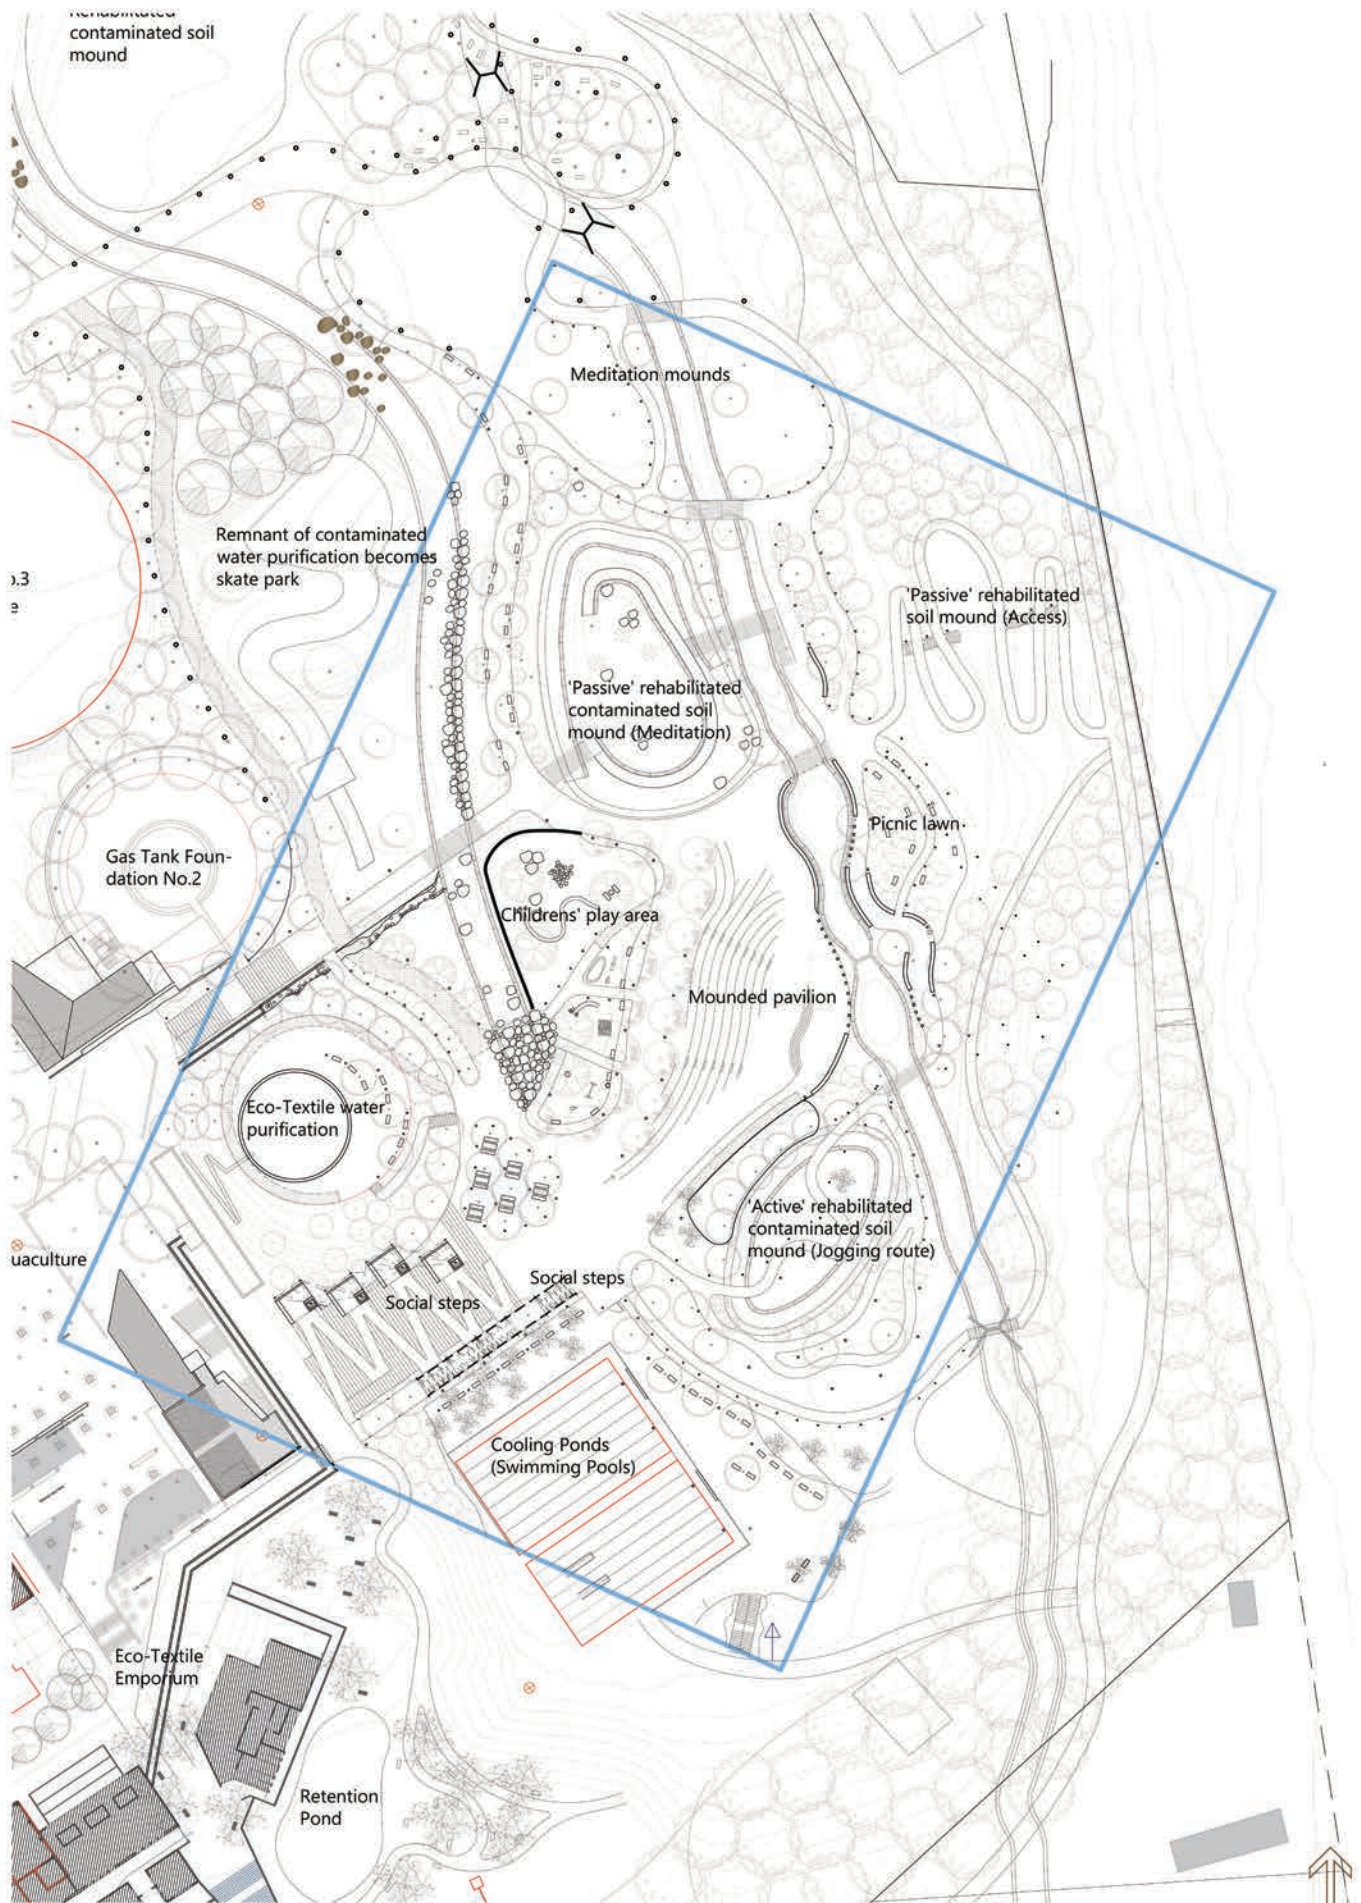 contaminated soil
mound
Meditation mounds
Remnant of contaminated
water purification becomes
skate park
'Passive' rehabilitated
soil mound (Access)
'Passive' rehabilitated
contaminated soil
mound (Meditation)
Picnic lawn
Gas Tank Foun-
dation No.2
Childrens' play area
Mounded pavilion
Eco-Textile water
purification
'Active' rehabilitated
contaminated soil
mound (Jogging route)
uaculture
Social steps
Social steps
Cooling Ponds
(Swimming Pools)
Eco-Textile
Emporium
Retention
Pond